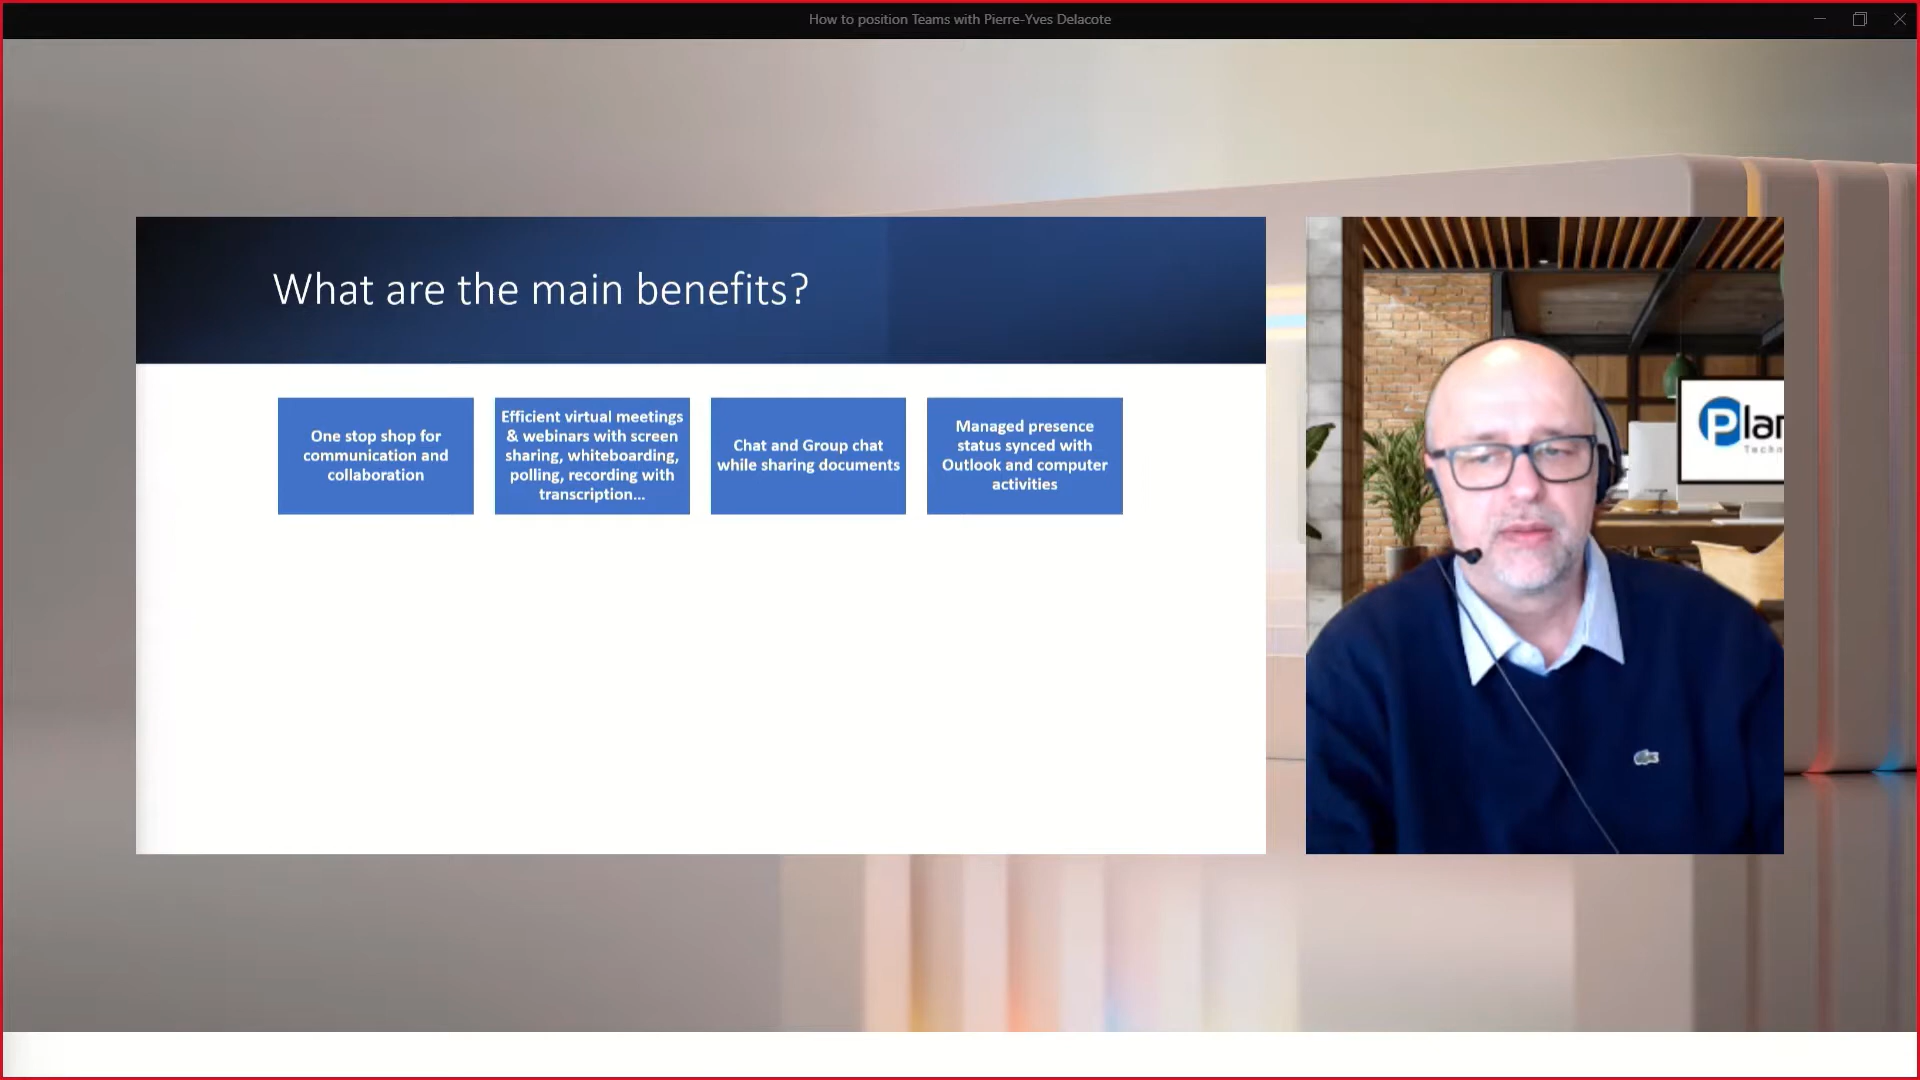 How to position Teams with Pierre-Yves Delacote
What are the main benefits?
One stop shop for
communication and
collaboration
Efficient virtual meetings
& webinars with screen
sharing, whiteboarding,
polling, recording with
transcription...
Chat and Group chat
while sharing documents
Managed presence
status synced with
Outlook and computer
activities
Plan
Techno